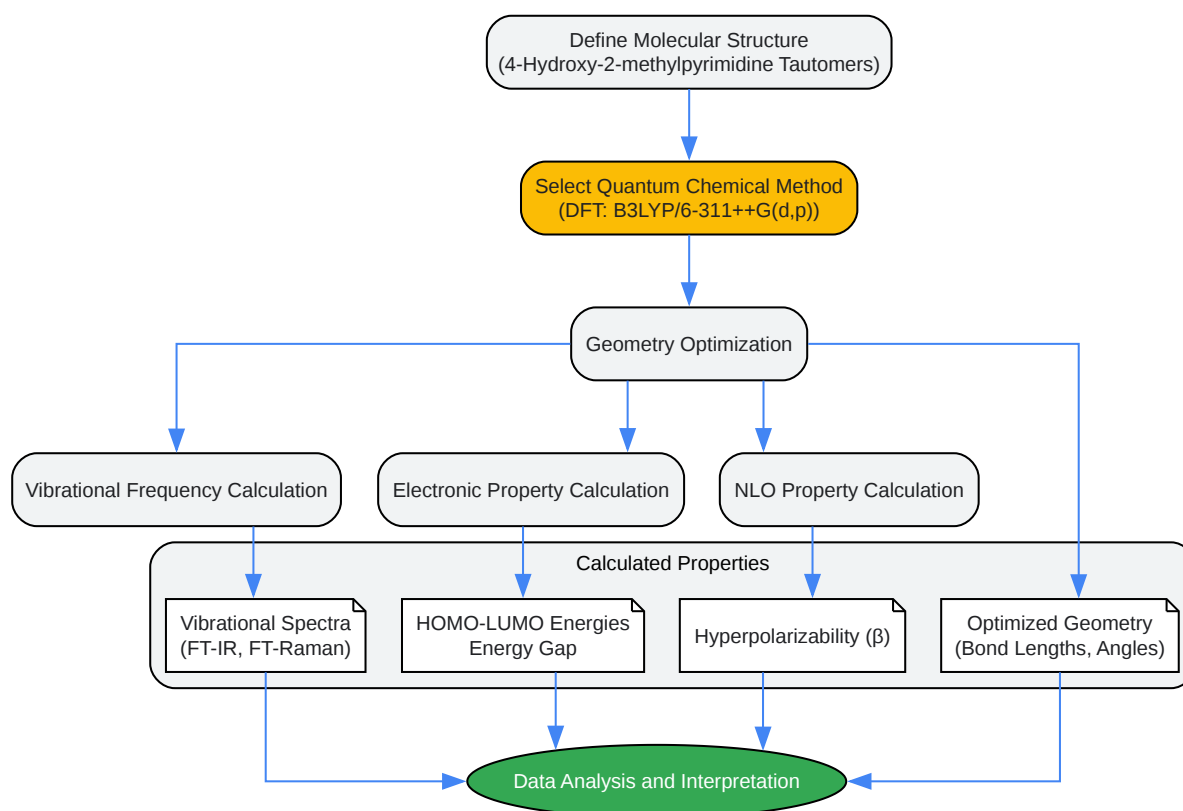 Define Molecular Structure
(4-Hydroxy-2-methylpyrimidine Tautomers)
Select Quantum Chemical Method
(DFT: B3LYP/6-311++G(d,p))
Geometry Optimization
Vibrational Frequency Calculation
Electronic Property Calculation
NLO Property Calculation
Calculated Properties
Vibrational Spectra
(FT-IR, FT-Raman)
HOMO-LUMO Energies
Energy Gap
Hyperpolarizability (β)
Optimized Geometry
(Bond Lengths, Angles)
Data Analysis and Interpretation